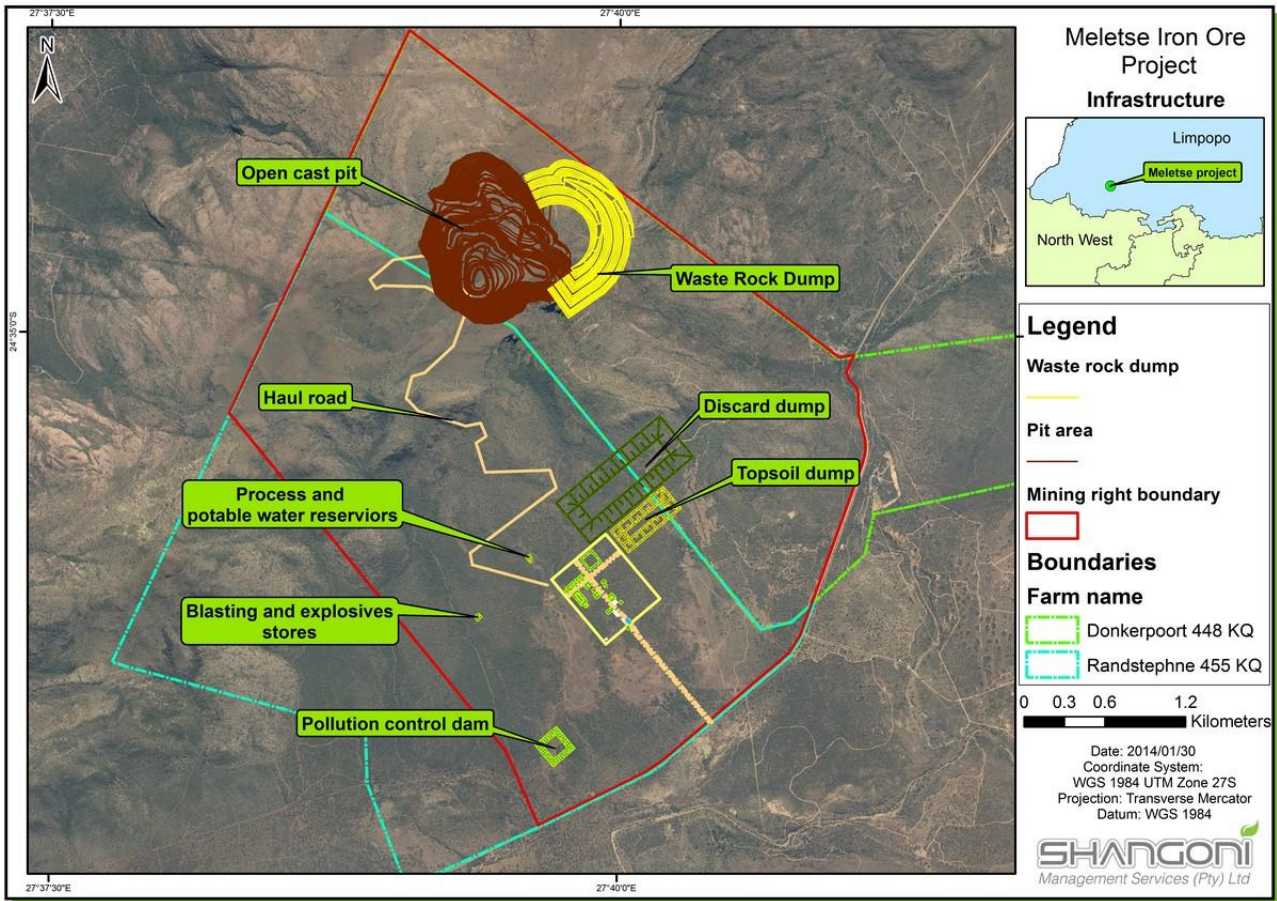 27°37'30"E
27°40'0"E
N
24°35'0"S
Open cast pit
Waste Rock Dump
Haul road
Discard dump
Topsoil dump
Process and
potable water reserviors
Blasting and explosives
stores
Pollution control dam
27°37'30"E
27°40'0"E
Meletse Iron Ore
Project
Infrastructure
Limpopo
Meletse project
North West
Legend
Waste rock dump
Pit area
Mining right boundary
Boundaries
Farm name
Donkerpoort 448 KQ
Randstephne 455 KQ
0 0.3 0.6 1.2
Kilometers
Date: 2014/01/30
Coordinate System:
WGS 1984 UTM Zone 27S
Projection: Transverse Mercator
Datum: WGS 1984
SHANGONI
Management Services (Pty) Ltd